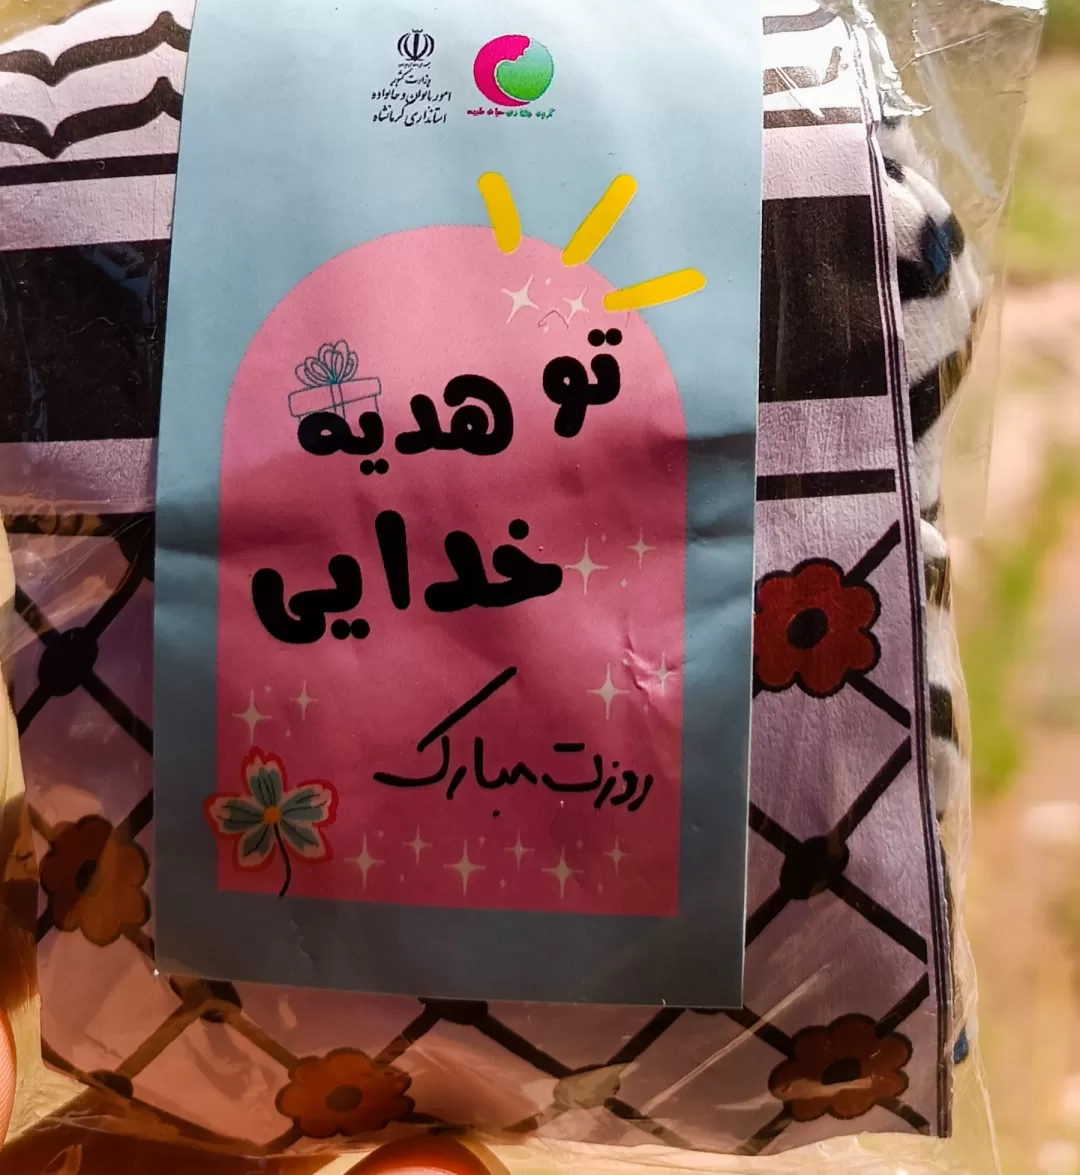 وزارت کشور
امور بانوان و خانواده
استانداری کرمانشاه
تو
هدیه
خدایی
روزت مبارک